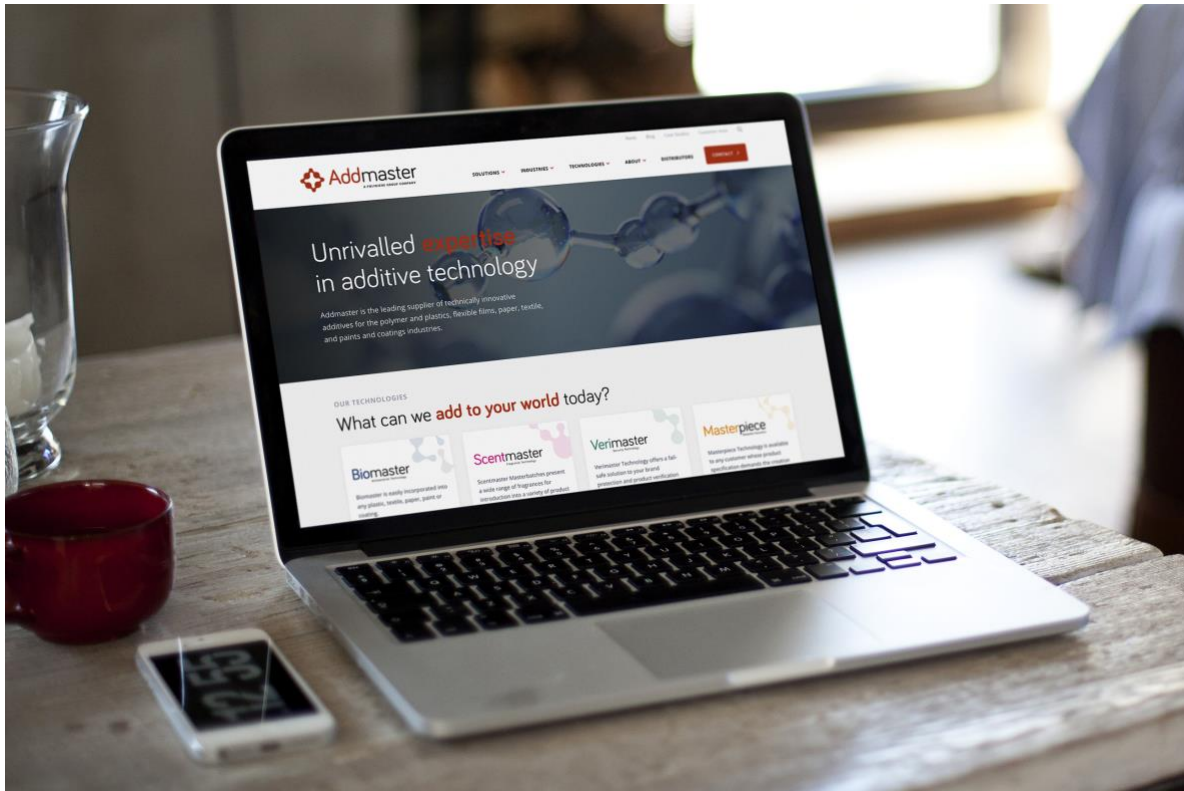 Addmaster
A POLYGIENE GROUP COMPANY
Blog
SOLUTIONS INDUSTRIES TECHNOLOGIES ABOUT DISTRIBUTORS CONTACT
Unrivalled expertise
in additive technology
Addmaster is the leading supplier of technically innovative
additives for the polymer and plastics, flexible films, paper, textile,
and paints and coatings industries.
OUR TECHNOLOGIES
What can we add to your world today?
Biomaster
Biomaster is easily incorporated into
any plastic, textile, paper, paint or
coating.
Scentmaster
Scentmaster Masterbatches present
a wide range of fragrances for
introduction into a variety of product
Verimaster
Verimaster Technology offers a fail-
safe solution to your brand
protection and product verification
Masterpiece
Masterpiece Technology is available
to any customer whose product
specification demands the creation